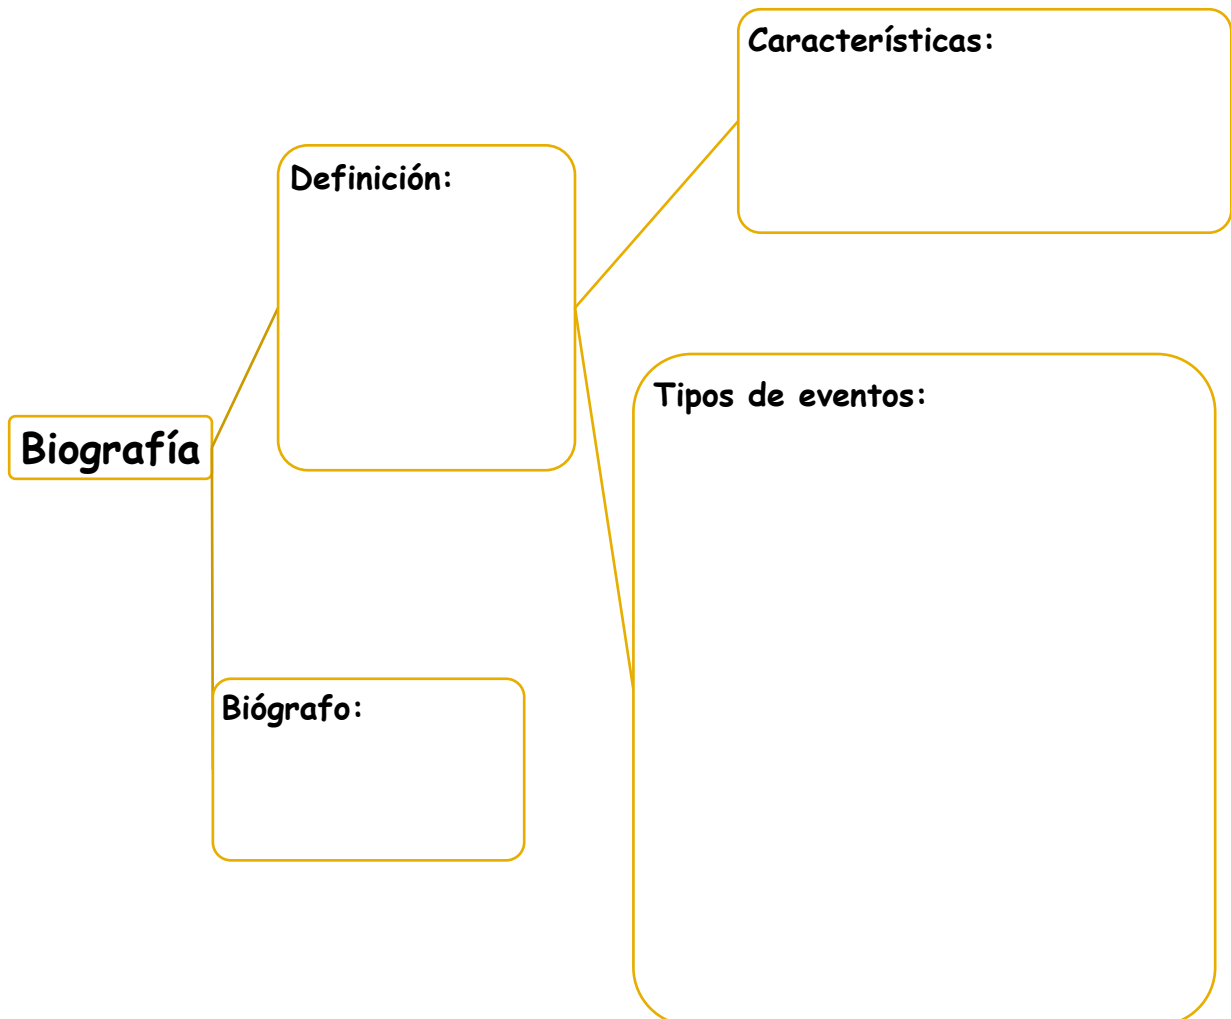 Características:
Definición:
Tipos de eventos:
Biografía
Biógrafo: